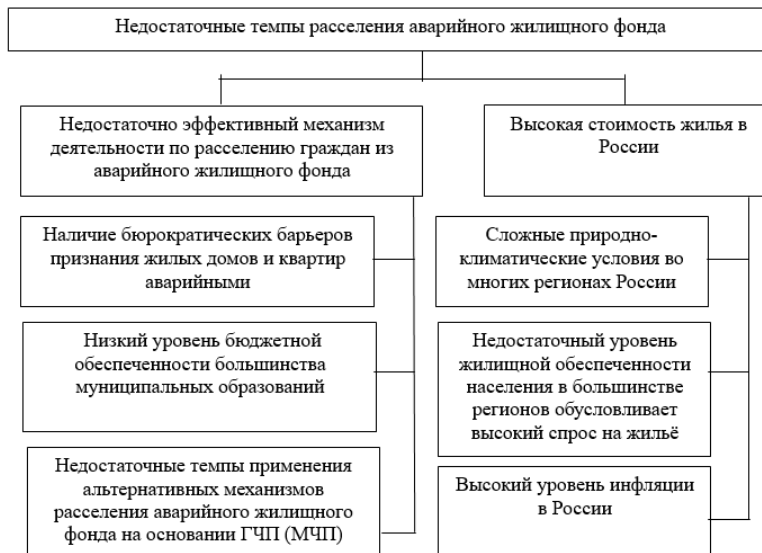 Недостаточные темпы расселения аварийного жилищного фонда
Недостаточно эффективный механизм
деятельности по расселению граждан из
аварийного жилищного фонда
Высокая стоимость жилья в
России
Наличие бюрократических барьеров
признания жилых домов и квартир
аварийными
Сложные природно-
климатические условия во
многих регионах России
Низкий уровень бюджетной
обеспеченности большинства
муниципальных образований
Недостаточный уровень
жилищной обеспеченности
населения в большинстве
регионов обусловливает
высокий спрос на жильё
Недостаточные темпы применения
альтернативных механизмов
расселения аварийного жилищного
фонда на основании ГЧП (МЧП)
Высокий уровень инфляции
в России